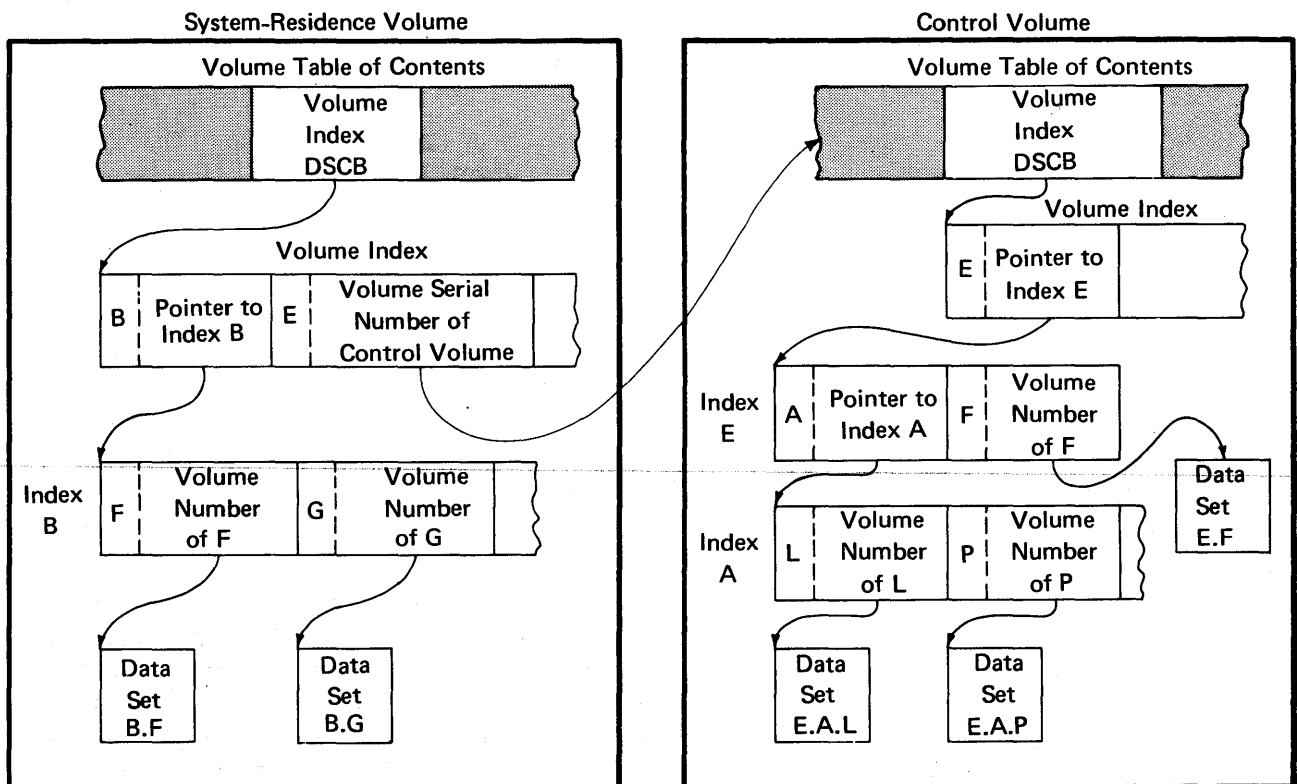 System-Residence Volume
Volume Table of Contents
Volume
Index
DSCB
Volume Index
B
Pointer to
Index B
E
Volume Serial
Number of
Control Volume
Index
B
F
Volume
Number
of F
G
Volume
Number
of G
Data
Set
B.F
Data
Set
B.G
Control Volume
Volume Table of Contents
Volume
Index
DSCB
Volume Index
E
Pointer to
Index E
Index
E
A
Pointer to
Index A
F
Volume
Number
of F
Data
Set
E.F
Index
A
L
Volume
Number
of L
P
Volume
Number
of P
Data
Set
E.A.L
Data
Set
E.A.P